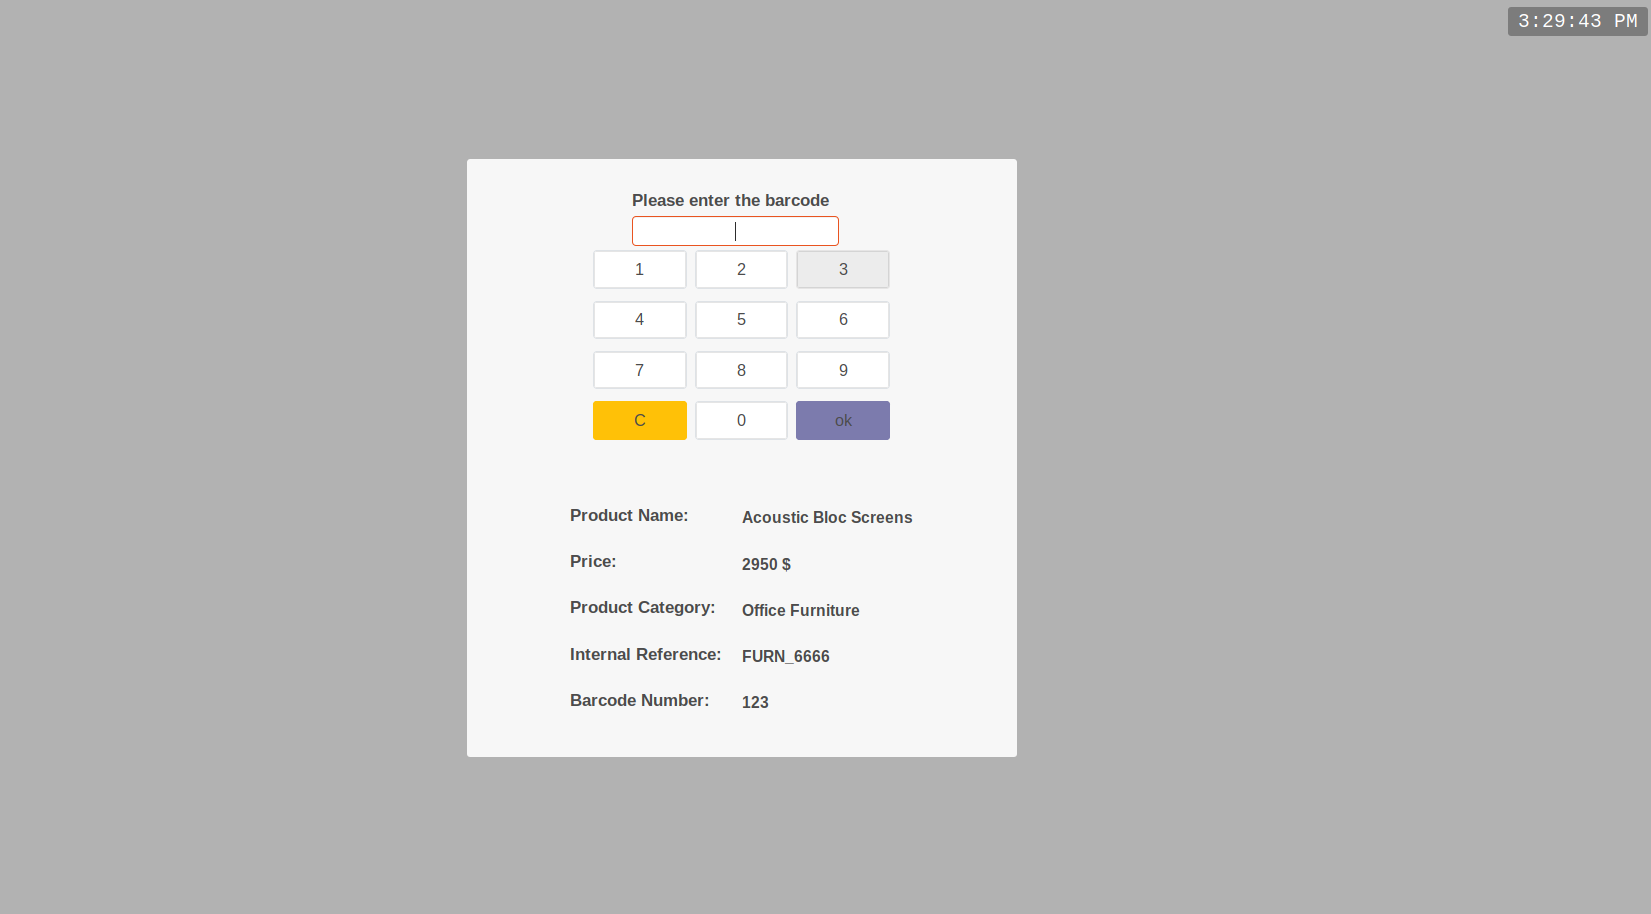 3:29:43 PM
Please enter the barcode
1 2 3
4 5 6
7 8 9
C 0 ok
Product Name: Acoustic Bloc Screens
Price: 2950 $
Product Category: Office Furniture
Internal Reference: FURN_6666
Barcode Number: 123